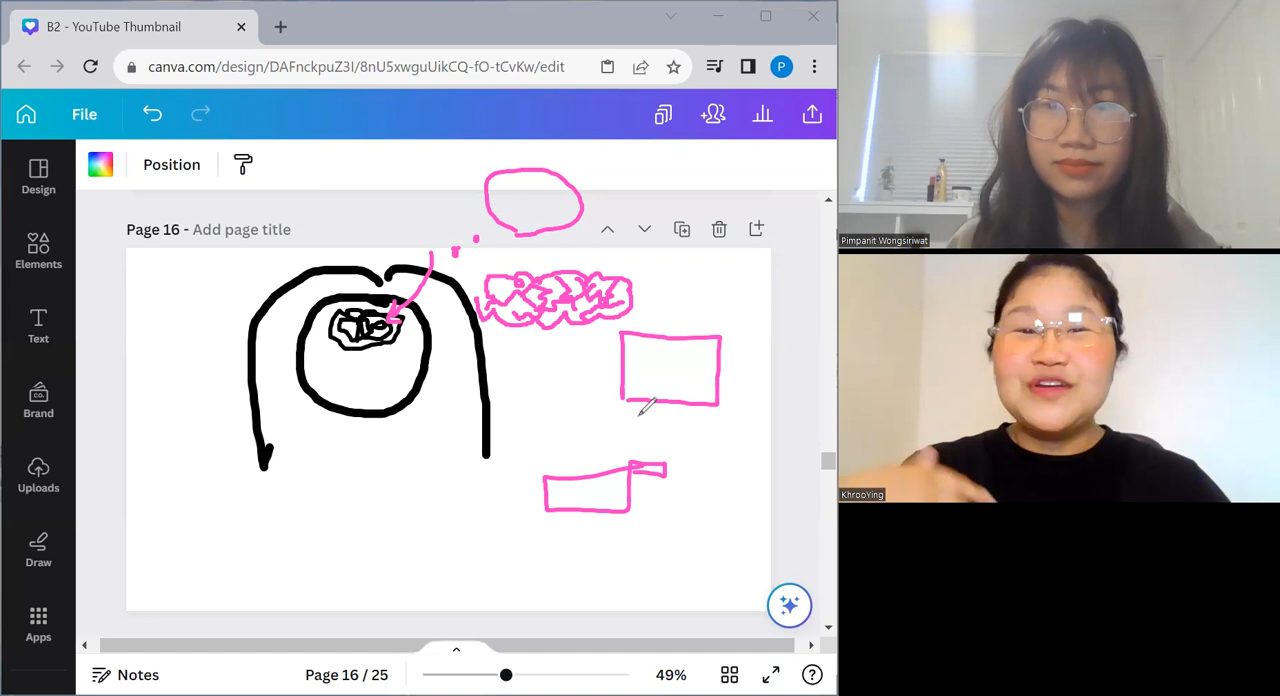 B2 - YouTube Thumbnail
canva.com/design/DAFnckpuZ3I/8nU5xwguUikCQ-fO-tCvKw/edit
P
File
Position
Design
Elements
Text
Brand
CO.
Uploads
Draw
Apps
Page 16 - Add page title
Notes
Page 16 / 25
49%
Pimpanit Wongsiriwat
KhrooYing